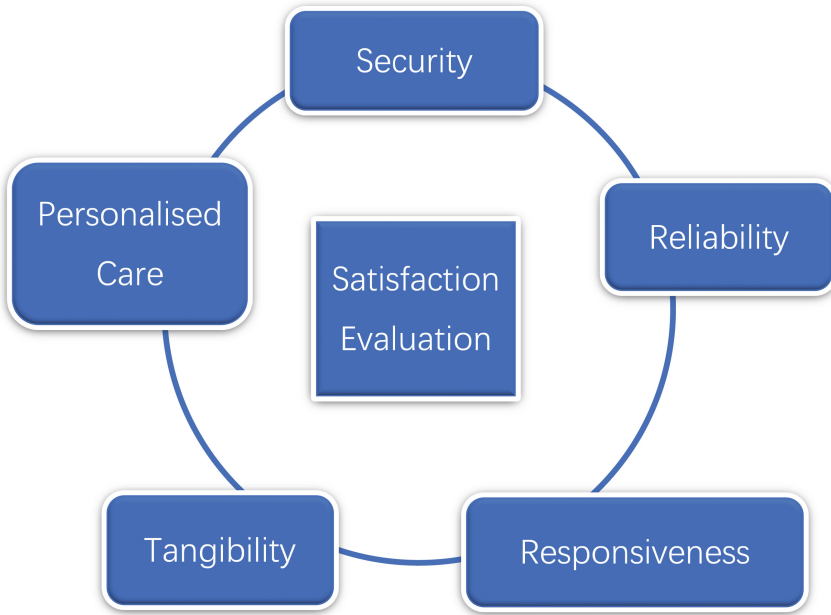 Security
Personalised
Care
Reliability
Satisfaction
Evaluation
Tangibility
Responsiveness